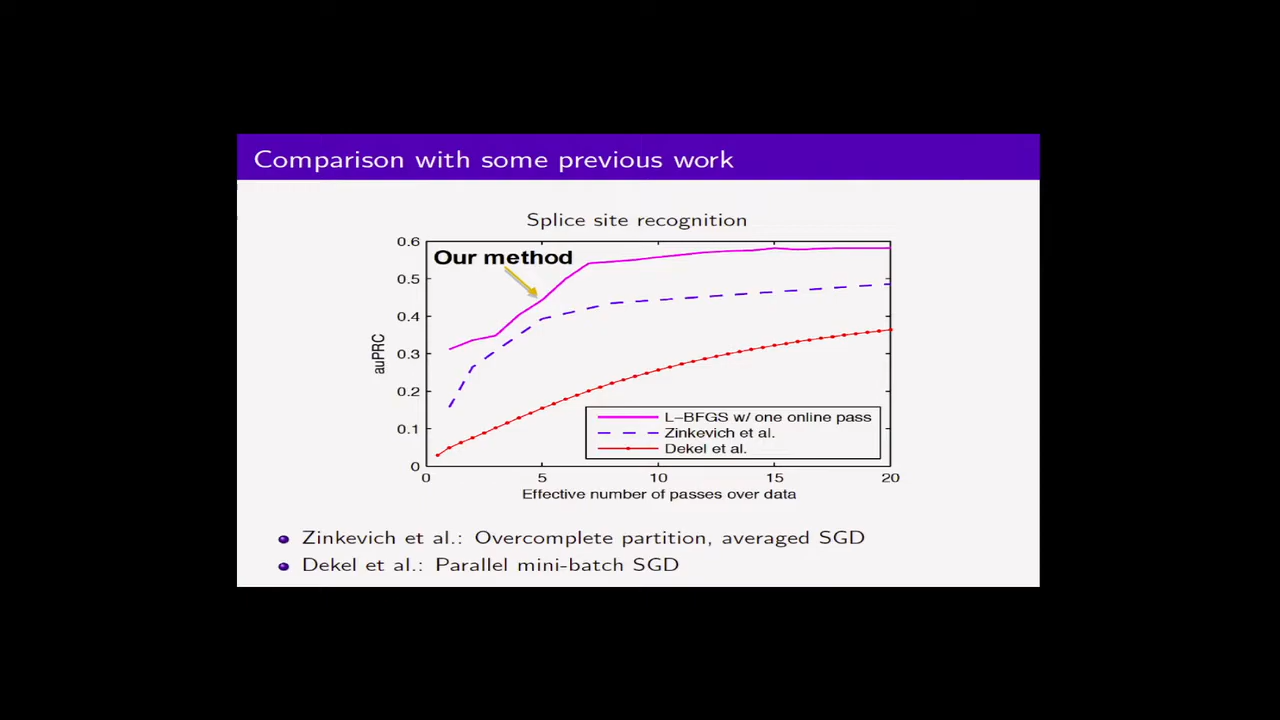 Comparison with some previous work
Splice site recognition
0.6
0.5
0.4
0.3
0.2
0.1
0
auPRC
Our method
L-BFGS w/ one online pass
Zinkevich et al.
Dekel et al.
0 5 10 15 20
Effective number of passes over data
Zinkevich et al.: Overcomplete partition, averaged SGD
Dekel et al.: Parallel mini-batch SGD